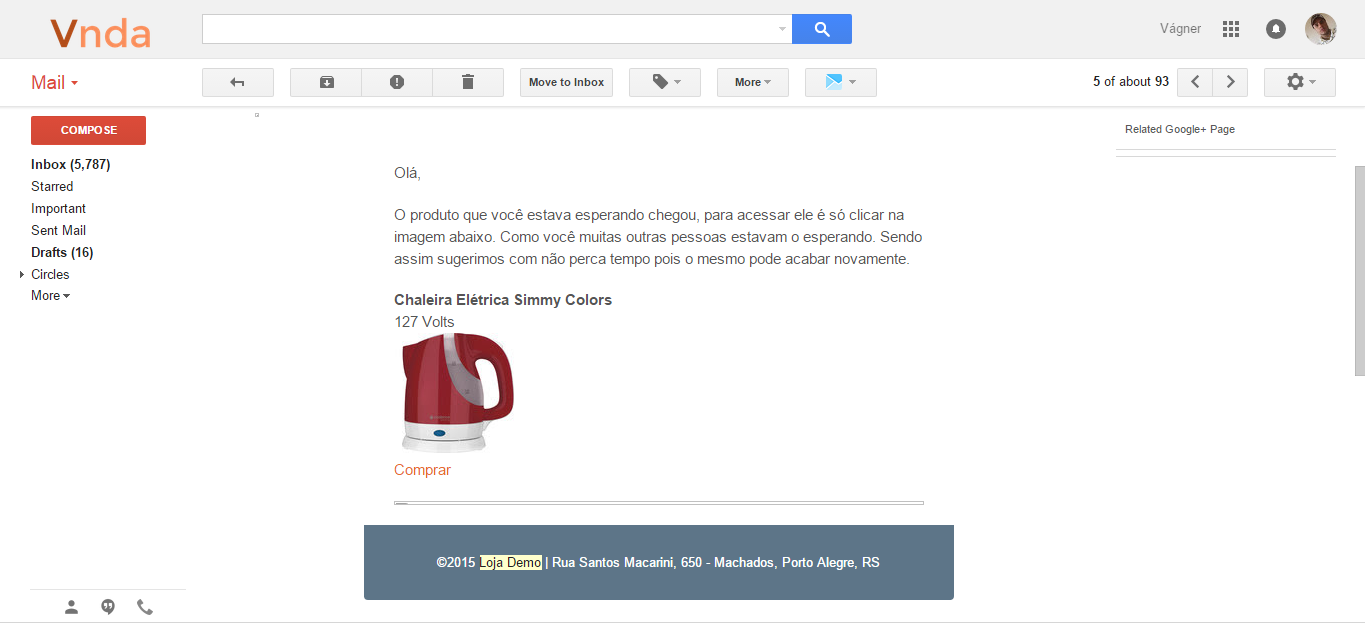 Vnda
Vágner
Mail
Move to Inbox
More
5 of about 93
COMPOSE
Inbox (5,787)
Starred
Important
Sent Mail
Drafts (16)
Circles
More
Related Google+ Page
Olá,
O produto que você estava esperando chegou, para acessar ele é só clicar na
imagem abaixo. Como você muitas outras pessoas estavam o esperando. Sendo
assim sugerimos com não perca tempo pois o mesmo pode acabar novamente.
Chaleira Elétrica Simmy Colors
127 Volts
Comprar
©2015 Loja Demo | Rua Santos Macarini, 650 - Machados, Porto Alegre, RS